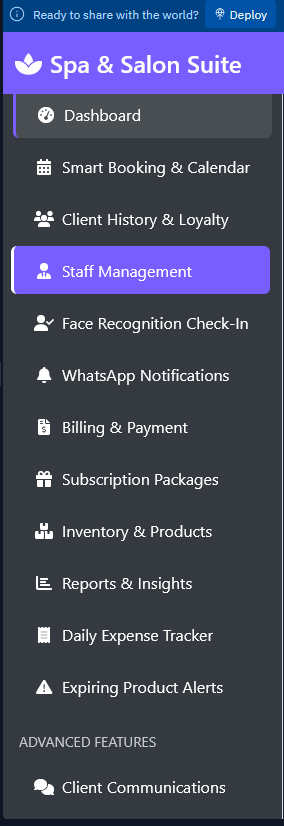 Ready to share with the world? Deploy
Spa & Salon Suite
Dashboard
Smart Booking & Calendar
Client History & Loyalty
Staff Management
Face Recognition Check-In
WhatsApp Notifications
Billing & Payment
Subscription Packages
Inventory & Products
Reports & Insights
Daily Expense Tracker
Expiring Product Alerts
ADVANCED FEATURES
Client Communications